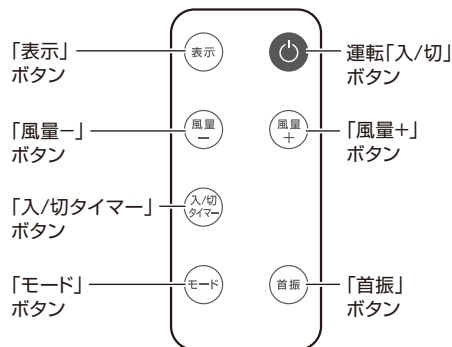 「表示」
ボタン
表示
運転「入/切」
ボタン
「風量−」
ボタン
風量
−
風量
+
「風量+」
ボタン
「入/切タイマー」
ボタン
入/切
タイマー
「モード」
ボタン
モード
首振
「首振」
ボタン